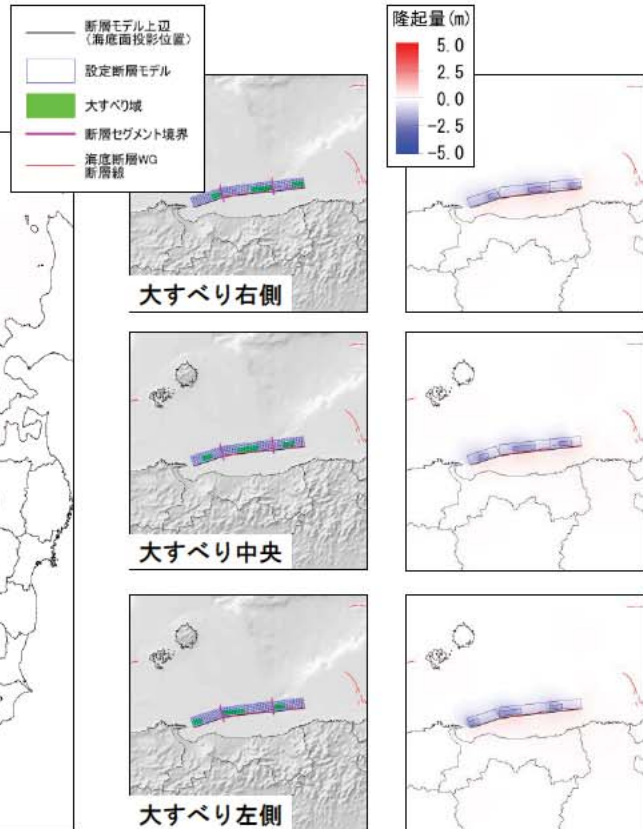 断層モデル上辺
(海底面投影位置)
設定断層モデル
大すべり域
断層セグメント境界
海底断層WG
断層線
隆起量(m)
5.0
2.5
0.0
-2.5
-5.0
大すべり右側
大すべり中央
大すべり左側